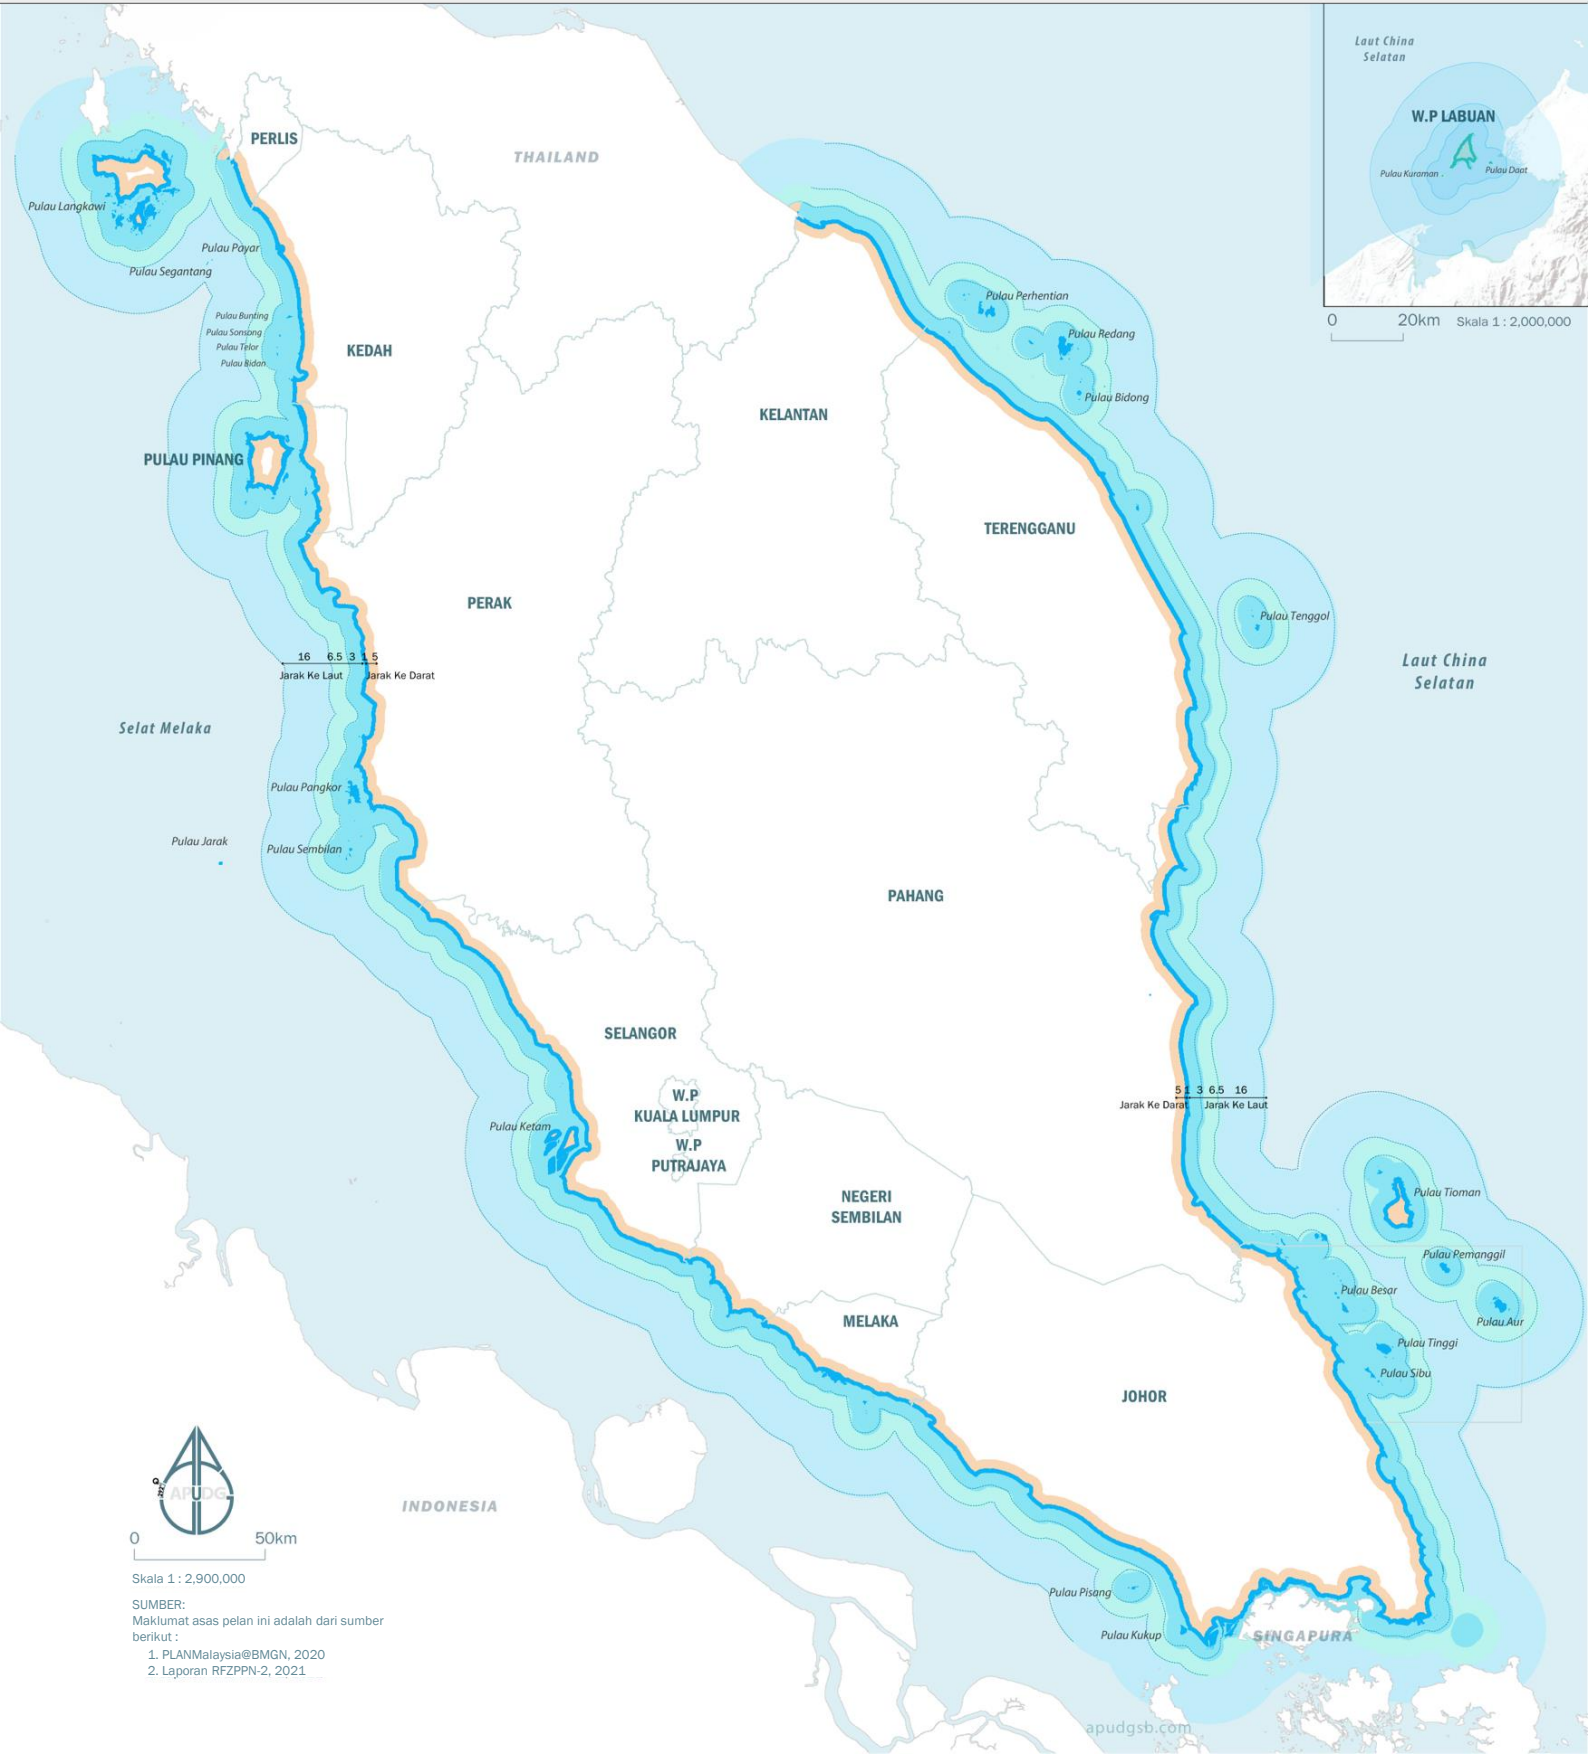 Laut China
Selatan
W.P LABUAN
Pulau Kuraman
Pulau Daat
0 20km Skala 1 : 2,000,000
PERLIS
THAILAND
Pulau Langkawi
Pulau Payar
Pulau Segantang
Pulau Bunting
Pulau Sonsong
Pulau Telor
Pulau Bidan
KEDAH
Pulau Perhentian
Pulau Redang
Pulau Bidong
KELANTAN
PULAU PINANG
TERENGGANU
PERAK
Pulau Tenggol
16 6.5 3 1 5
Jarak Ke Laut Jarak Ke Darat
Laut China
Selatan
Selat Melaka
Pulau Pangkor
Pulau Jarak
Pulau Sembilan
PAHANG
SELANGOR
W.P
KUALA LUMPUR
W.P
PUTRAJAYA
5 1 3 6.5 16
Jarak Ke Darat Jarak Ke Laut
Pulau Ketam
NEGERI
SEMBILAN
Pulau Tioman
Pulau Pemanggil
Pulau Besar
Pulau Aur
MELAKA
Pulau Tinggi
Pulau Sibu
JOHOR
INDONESIA
APUDG
0 50km
Skala 1 : 2,900,000
SUMBER:
Maklumat asas pelan ini adalah dari sumber
berikut :
1. PLANMalaysia@BMGN, 2020
2. Laporan RFZPPN-2, 2021
Pulau Pisang
Pulau Kukup
SINGAPURA
apudgsb.com